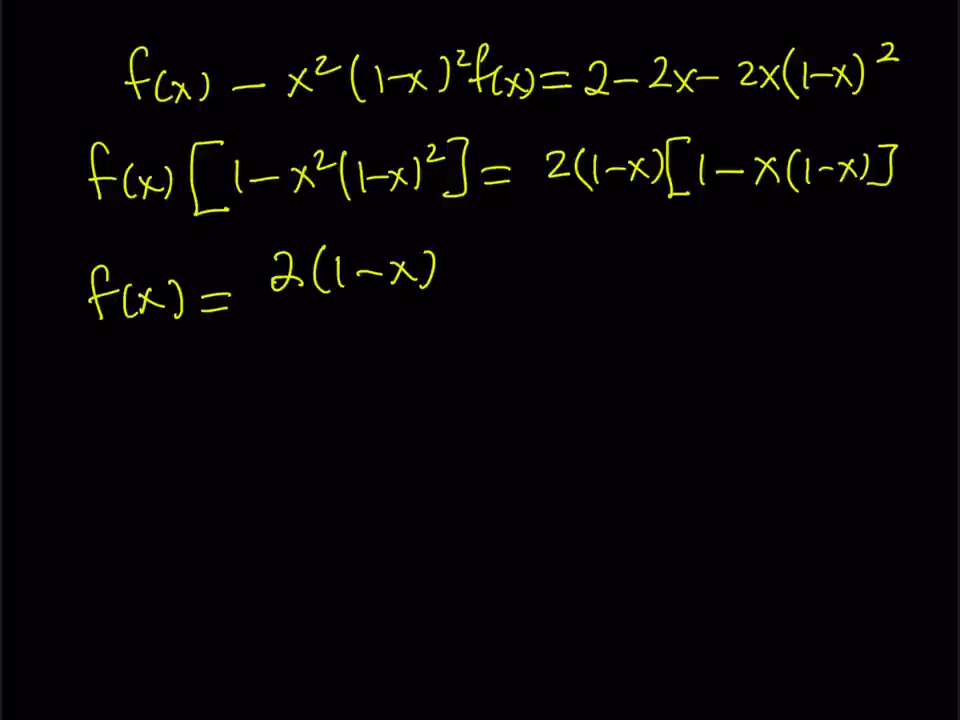 f(x) - x²(1-x)²f(x) = 2 - 2x - 2x(1-x)²
f(x)[1 - x²(1-x)²] = 2(1-x)[1 - x(1-x)]
f(x) = 2(1-x)